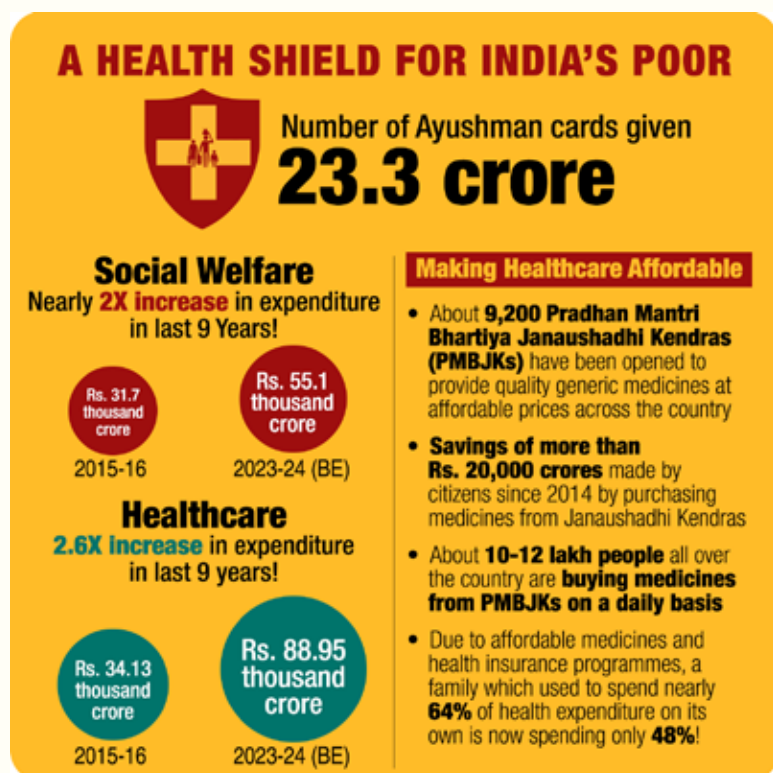 A HEALTH SHIELD FOR INDIA'S POOR
Number of Ayushman cards given
23.3 crore
Social Welfare
Nearly 2X increase in expenditure
in last 9 Years!
Rs. 31.7
thousand
crore
2015-16
Rs. 55.1
thousand
crore
2023-24 (BE)
Healthcare
2.6X increase in expenditure
in last 9 years!
Rs. 34.13
thousand
crore
2015-16
Rs. 88.95
thousand
crore
2023-24 (BE)
Making Healthcare Affordable
• About 9,200 Pradhan Mantri
Bhartiya Janaushadhi Kendras
(PMBJKs) have been opened to
provide quality generic medicines at
affordable prices across the country
• Savings of more than
Rs. 20,000 crores made by
citizens since 2014 by purchasing
medicines from Janaushadhi Kendras
• About 10-12 lakh people all over
the country are buying medicines
from PMBJKs on a daily basis
• Due to affordable medicines and
health insurance programmes, a
family which used to spend nearly
64% of health expenditure on its
own is now spending only 48%!